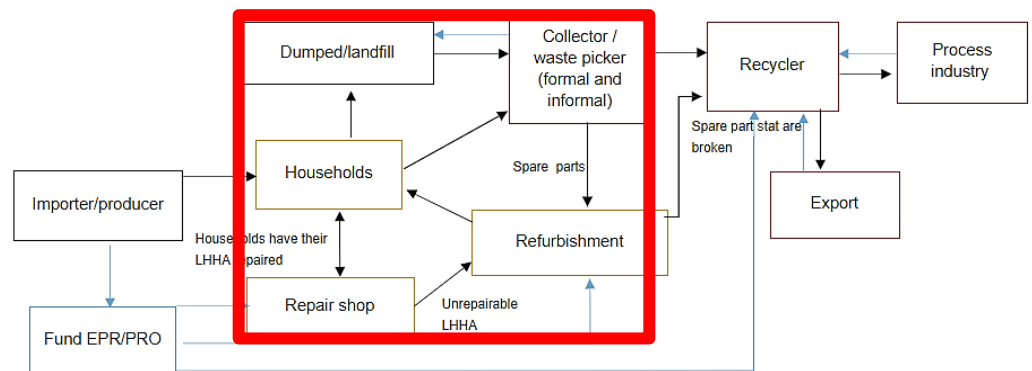 Dumped/landfill
Collector /
waste picker
(formal and
informal)
Recycler
Process
industry
Spare part stat are
broken
Households
Spare parts
Importer/producer
Export
Households have their
LHHA repaired
Refurbishment
Repair shop
Unrepairable
LHHA
Fund EPR/PRO